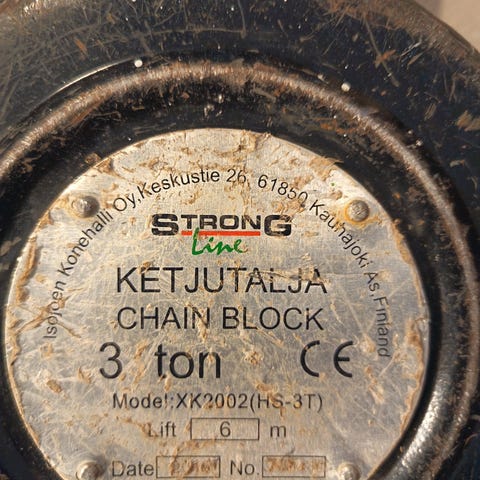 Isojoen Konehalli Oy, Keskustie 26, 61850 Kauhajoki As, Finland
STRONG
Line
KETJUTALJA
CHAIN BLOCK
3 ton CE
Model:XK2002(HS-3T)
Lift 6 m
Date No.